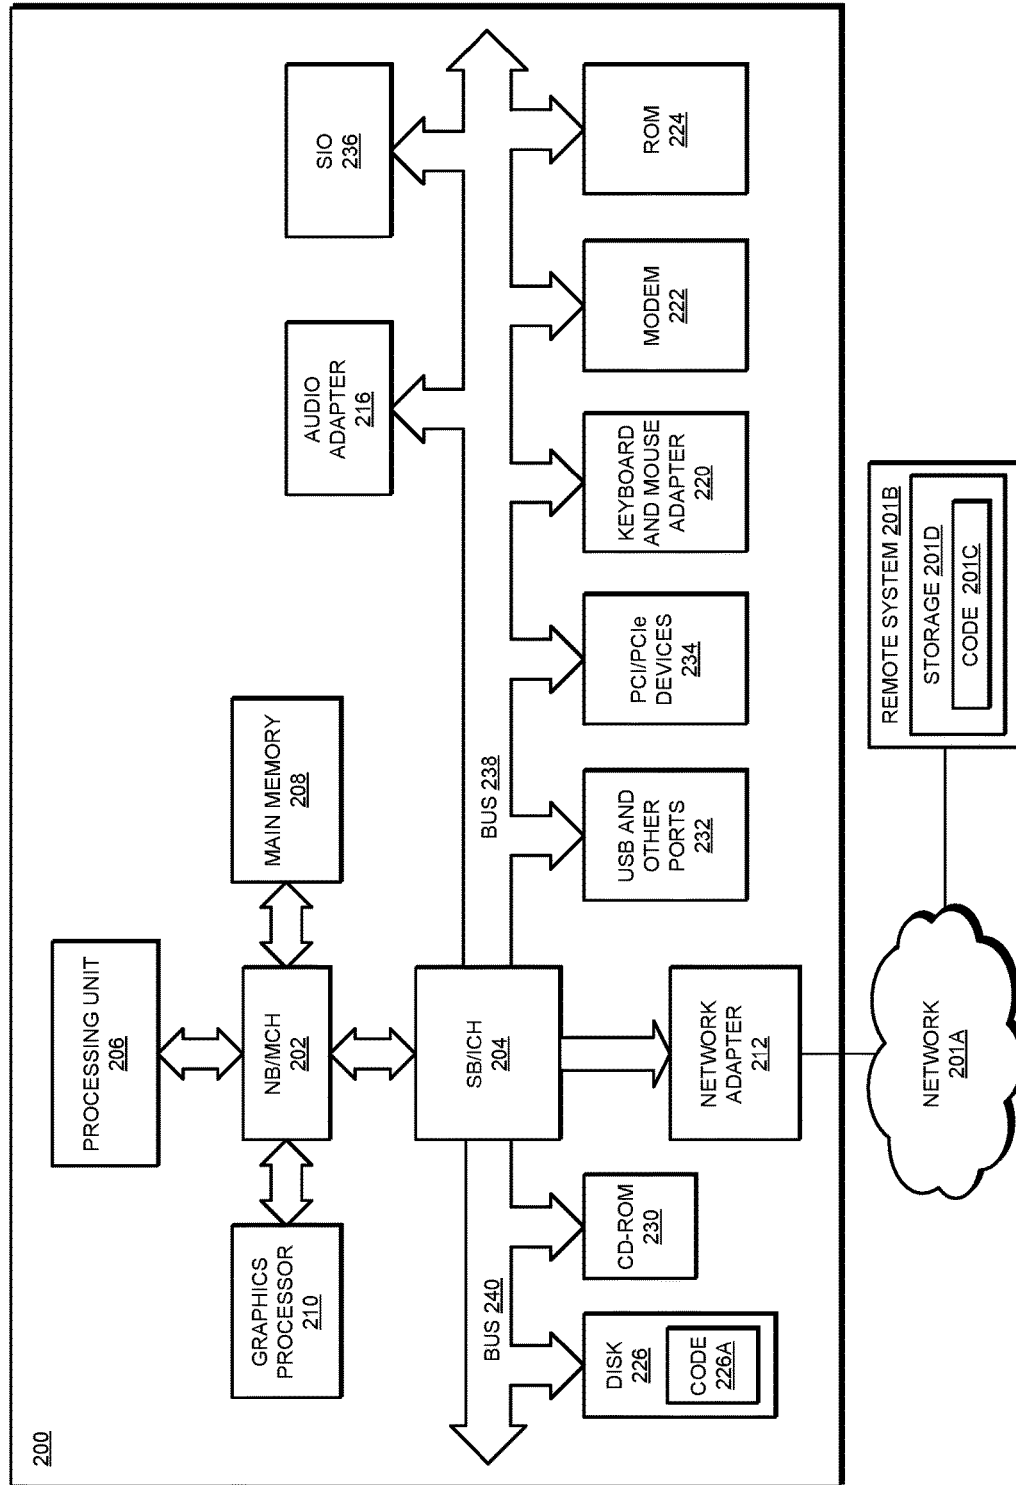 200
PROCESSING UNIT
206
GRAPHICS
PROCESSOR
210
NB/MCH
202
MAIN MEMORY
208
AUDIO
ADAPTER
216
SIO
236
SB/ICH
204
BUS 240
BUS 238
DISK
226
CODE
226A
CD-ROM
230
NETWORK
ADAPTER
212
USB AND
OTHER
PORTS
232
PCI/PCIe
DEVICES
234
KEYBOARD
AND MOUSE
ADAPTER
220
MODEM
222
ROM
224
NETWORK
201A
REMOTE SYSTEM 201B
STORAGE 201D
CODE 201C